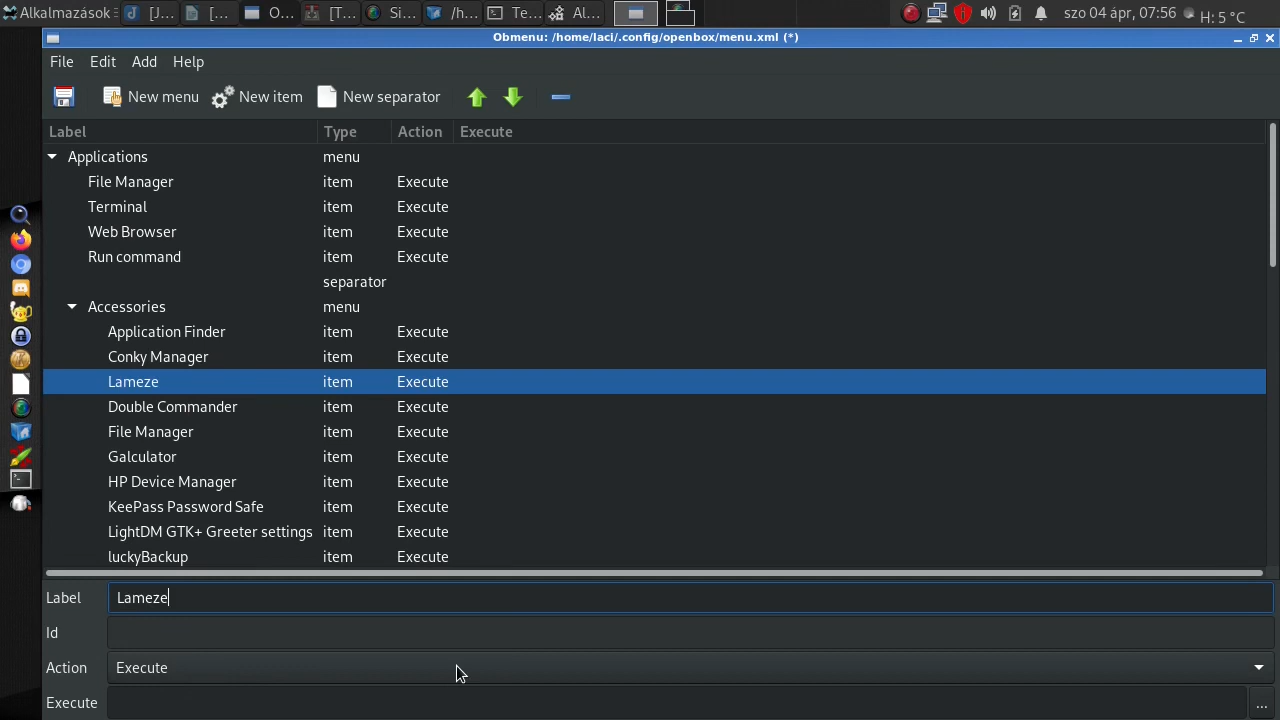 Alkalmazások [J... [... O... [T... Si... /h... Te... Al... szo 04 ápr, 07:56 H: 5 °C
Obmenu: /home/laci/.config/openbox/menu.xml (*)
File Edit Add Help
New menu New item New separator
Label Type Action Execute
Applications menu
File Manager item Execute
Terminal item Execute
Web Browser item Execute
Run command item Execute
separator
Accessories menu
Application Finder item Execute
Conky Manager item Execute
Lameze item Execute
Double Commander item Execute
File Manager item Execute
Galculator item Execute
HP Device Manager item Execute
KeePass Password Safe item Execute
LightDM GTK+ Greeter settings item Execute
luckyBackup item Execute
Label Lameze
Id
Action Execute
Execute ...